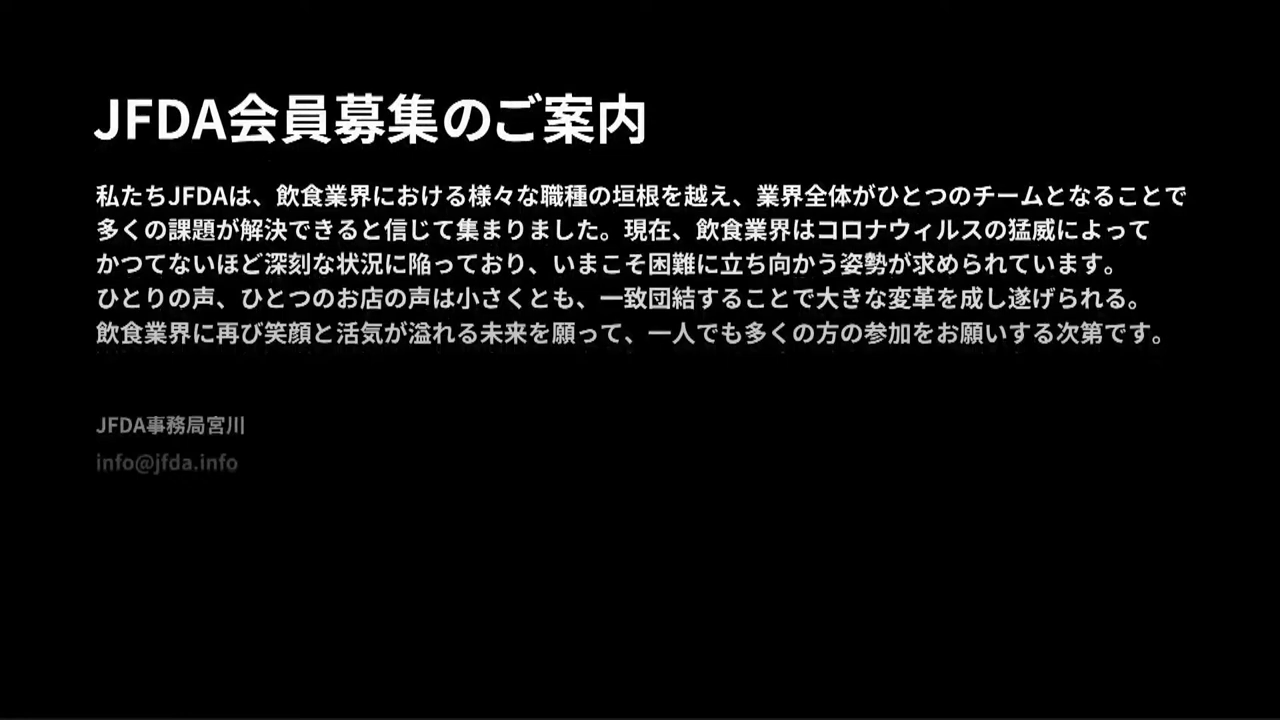 JFDA会員募集のご案内
私たちJFDAは、飲食業界における様々な職種の垣根を越え、業界全体がひとつのチームとなることで
多くの課題が解決できると信じて集まりました。現在、飲食業界はコロナウィルスの猛威によって
かつてないほど深刻な状況に陥っており、いまこそ困難に立ち向かう姿勢が求められています。
ひとりの声、ひとつのお店の声は小さくとも、一致団結することで大きな変革を成し遂げられる。
飲食業界に再び笑顔と活気が溢れる未来を願って、一人でも多くの方の参加をお願いする次第です。
JFDA事務局宮川
info@jfda.info